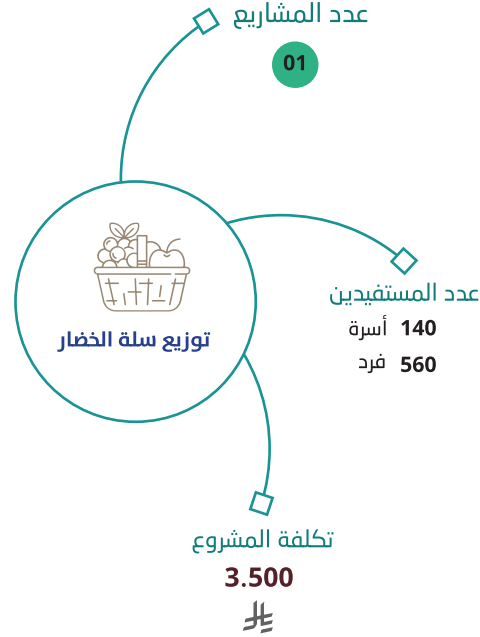 عدد المشاريع
01
توزيع سلة الخضار
عدد المستفيدين
140 أسرة
560 فرد
تكلفة المشروع
3.500